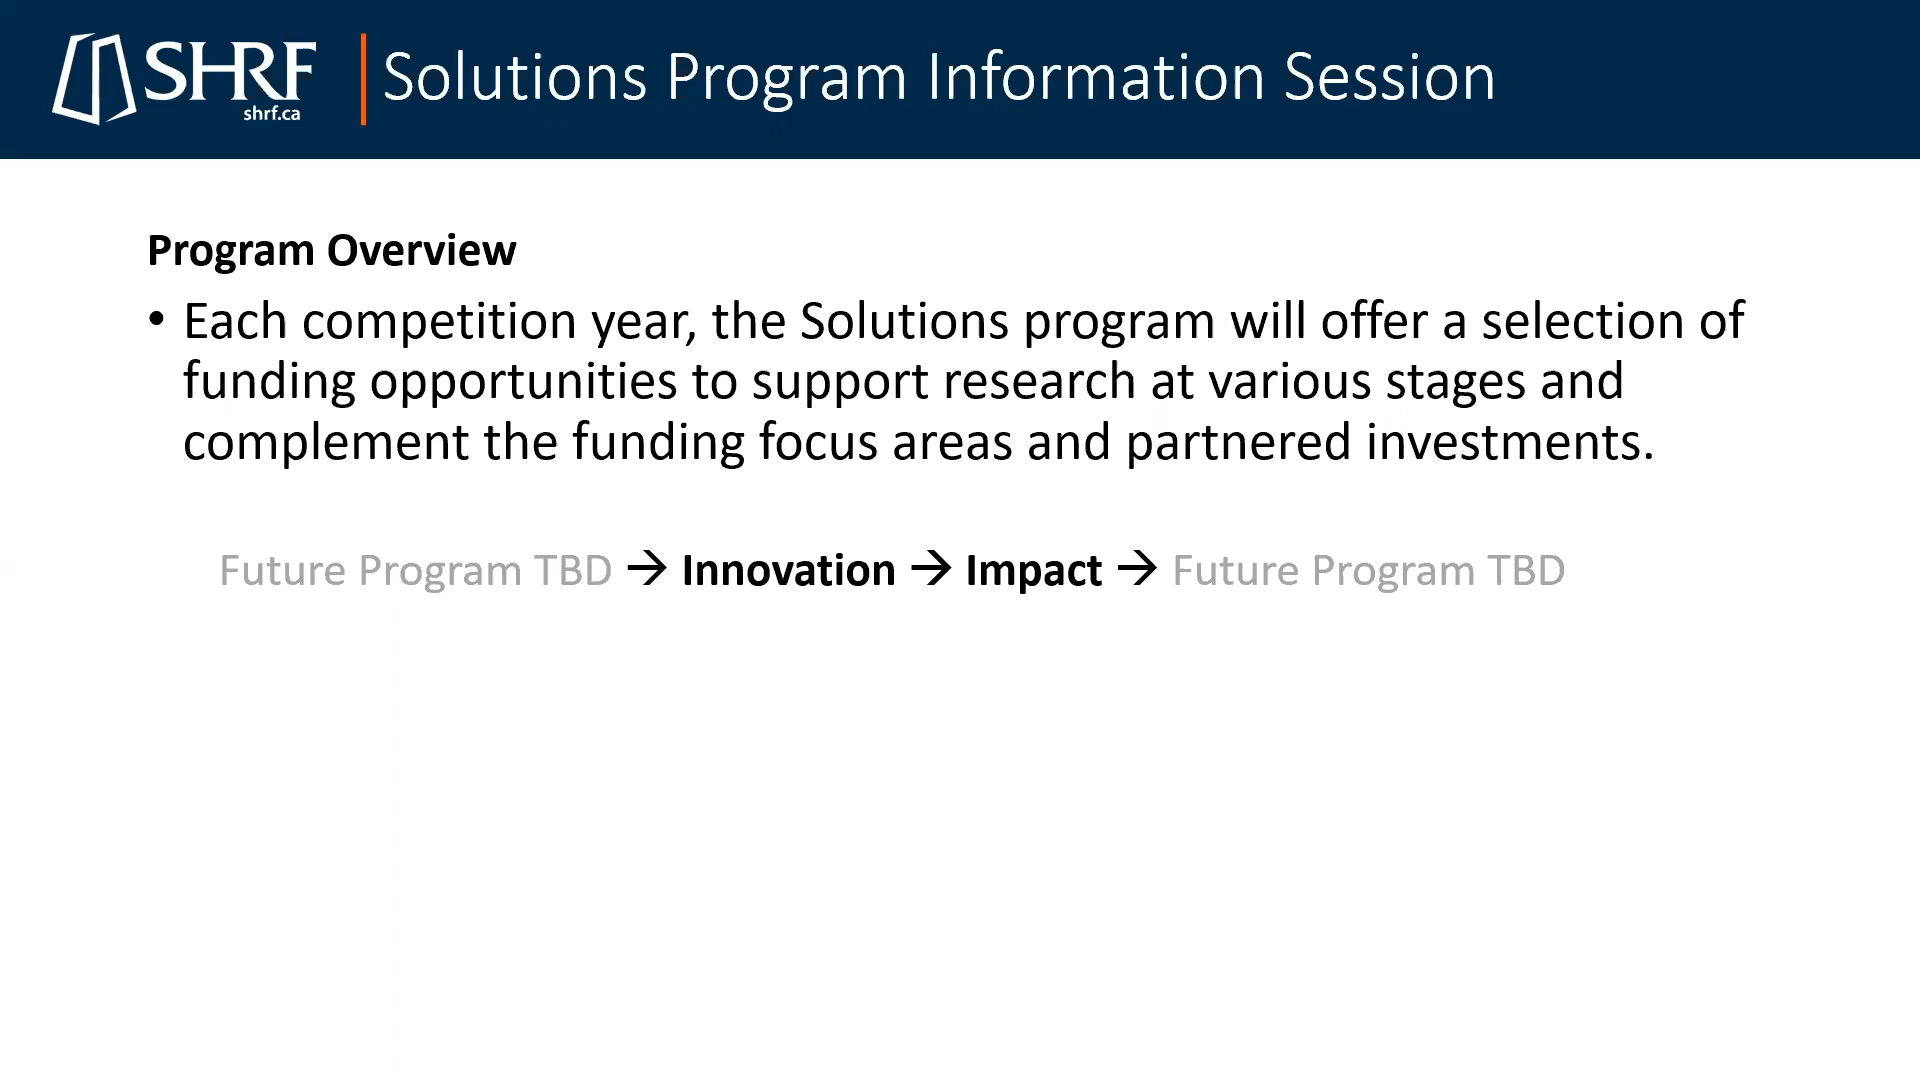 SHRF
shrf.ca
Solutions Program Information Session
Program Overview
• Each competition year, the Solutions program will offer a selection of
funding opportunities to support research at various stages and
complement the funding focus areas and partnered investments.
Future Program TBD → Innovation → Impact → Future Program TBD